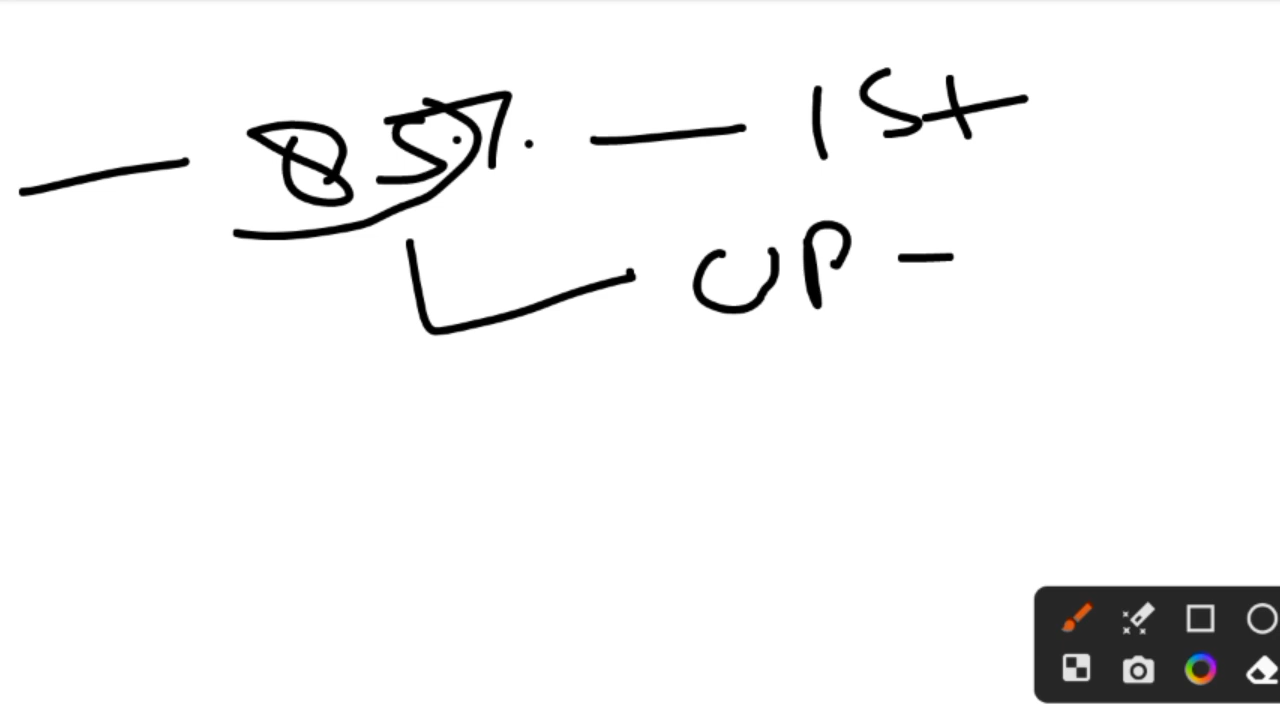 — 85% — 1st
UP -